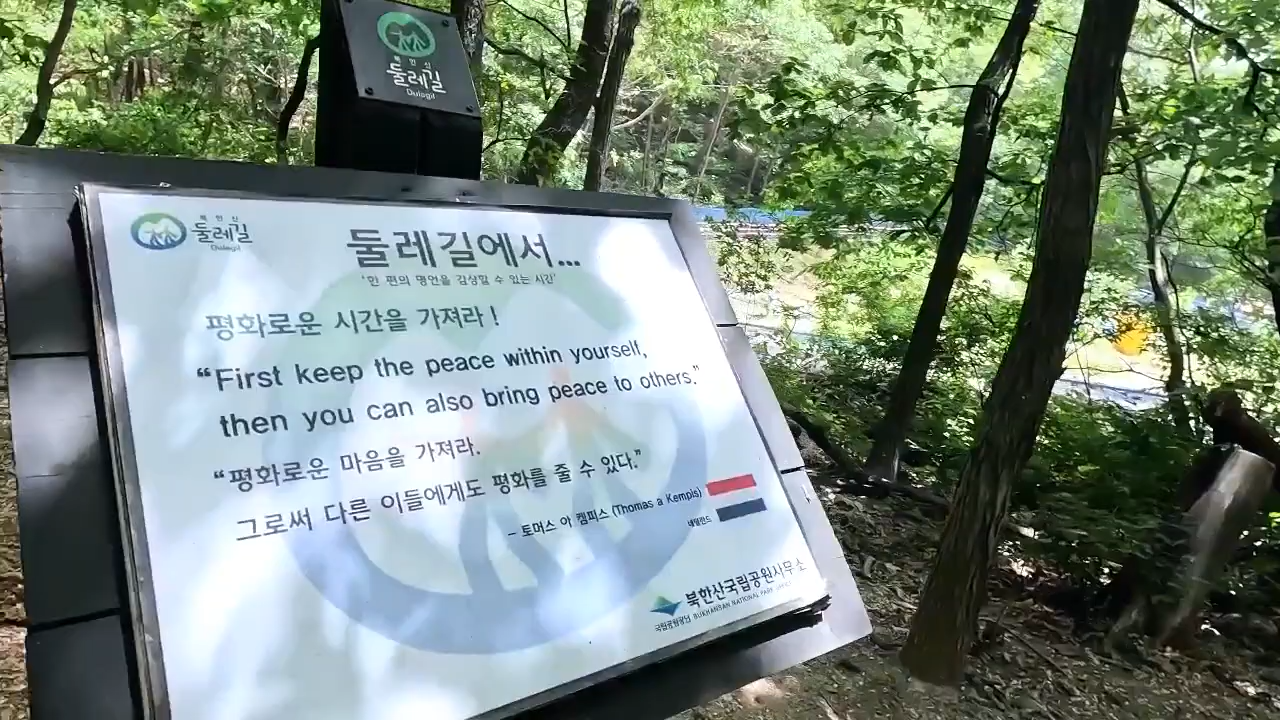 북한산
둘레길
Dulegil
북한산
둘레길
Dulegil
둘레길에서...
'한 편의 명언을 감상할 수 있는 시간'
평화로운 시간을 가져라 !
“First keep the peace within yourself,
then you can also bring peace to others.”
“평화로운 마음을 가져라.
그로써 다른 이들에게도 평화를 줄 수 있다.”
– 토머스 아 켐피스 (Thomas a Kempis)
네덜란드
북한산국립공원사무소
국립공원공단 BUKHANSAN NATIONAL PARK OFFICE